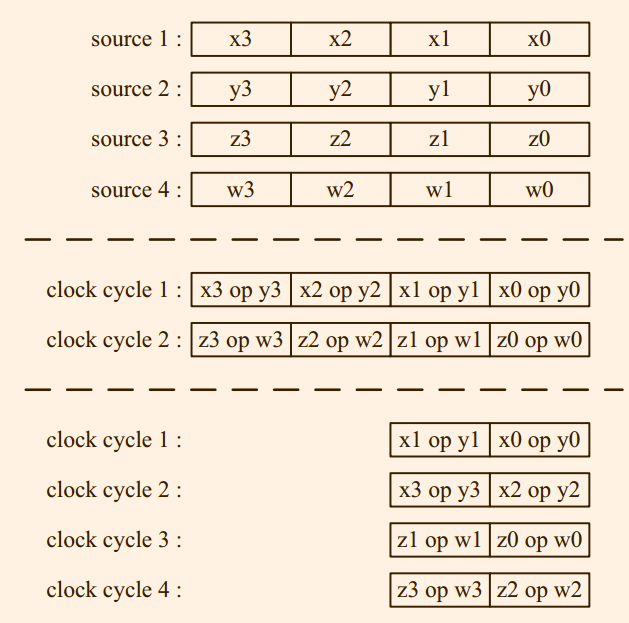 source 1 : x3 x2 x1 x0
source 2 : y3 y2 y1 y0
source 3 : z3 z2 z1 z0
source 4 : w3 w2 w1 w0
clock cycle 1 : x3 op y3 x2 op y2 x1 op y1 x0 op y0
clock cycle 2 : z3 op w3 z2 op w2 z1 op w1 z0 op w0
clock cycle 1 : x1 op y1 x0 op y0
clock cycle 2 : x3 op y3 x2 op y2
clock cycle 3 : z1 op w1 z0 op w0
clock cycle 4 : z3 op w3 z2 op w2